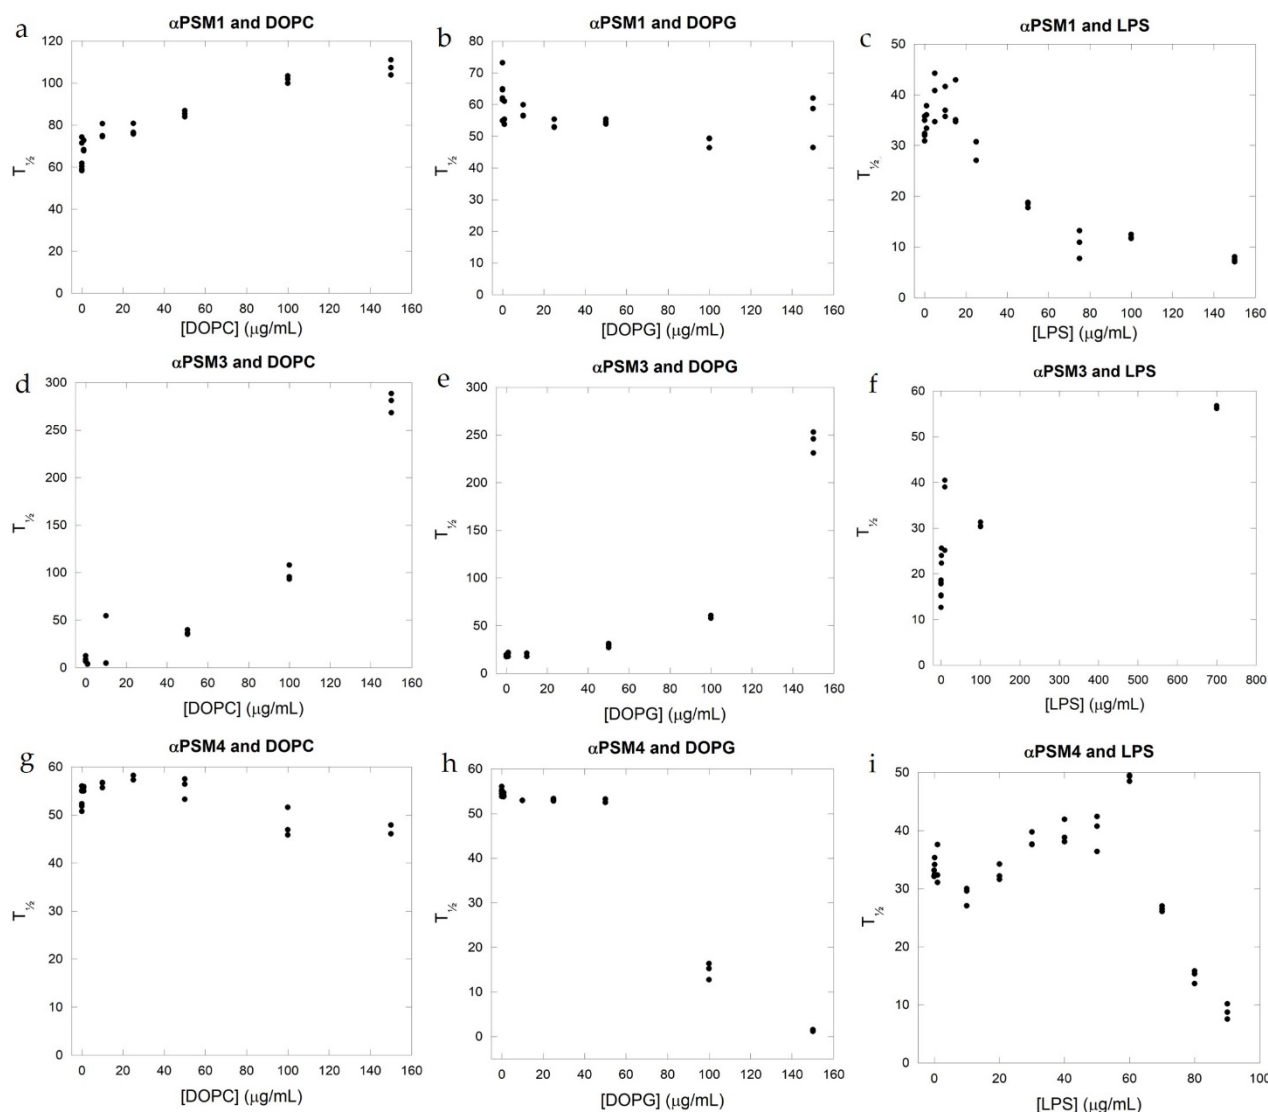 a
αPSM1 and DOPC
120
100
80
60
40
20
0
T½
0 20 40 60 80 100 120 140 160
[DOPC] (μg/mL)
b
αPSM1 and DOPG
80
70
60
50
40
30
20
10
0
T½
0 20 40 60 80 100 120 140 160
[DOPG] (μg/mL)
c
αPSM1 and LPS
50
40
30
20
10
0
T½
0 20 40 60 80 100 120 140 160
[LPS] (μg/mL)
d
αPSM3 and DOPC
300
250
200
150
100
50
0
T½
0 20 40 60 80 100 120 140 160
[DOPC] (μg/mL)
e
αPSM3 and DOPG
300
250
200
150
100
50
0
T½
0 20 40 60 80 100 120 140 160
[DOPG] (μg/mL)
f
αPSM3 and LPS
60
50
40
30
20
10
0
T½
0 100 200 300 400 500 600 700 800
[LPS] (μg/mL)
g
αPSM4 and DOPC
60
50
40
30
20
10
0
T½
0 20 40 60 80 100 120 140 160
[DOPC] (μg/mL)
h
αPSM4 and DOPG
60
50
40
30
20
10
0
T½
0 20 40 60 80 100 120 140 160
[DOPG] (μg/mL)
i
αPSM4 and LPS
50
40
30
20
10
0
T½
0 20 40 60 80 100
[LPS] (μg/mL)